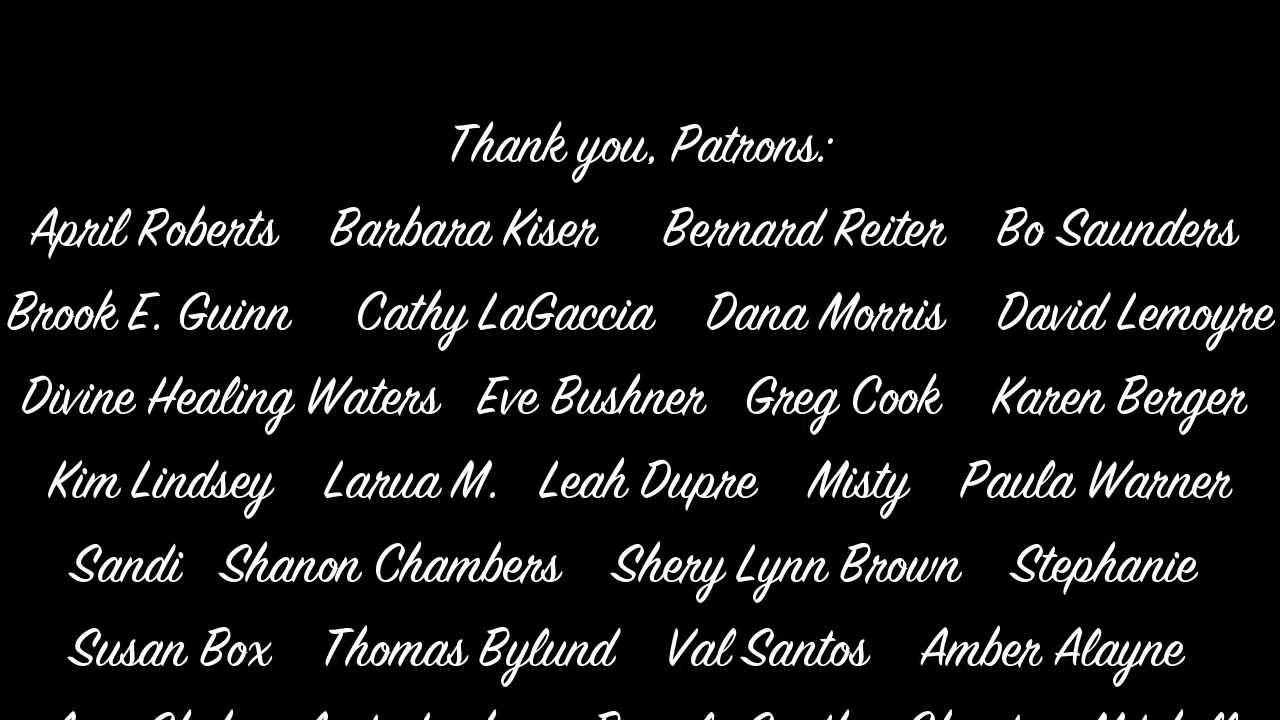 Thank you, Patrons:
April Roberts Barbara Kiser Bernard Reiter Bo Saunders
Brook E. Guinn Cathy LaGaccia Dana Morris David Lemoyre
Divine Healing Waters Eve Bushner Greg Cook Karen Berger
Kim Lindsey Larua M. Leah Dupre Misty Paula Warner
Sandi Shanon Chambers Shery Lynn Brown Stephanie
Susan Box Thomas Bylund Val Santos Amber Alayne